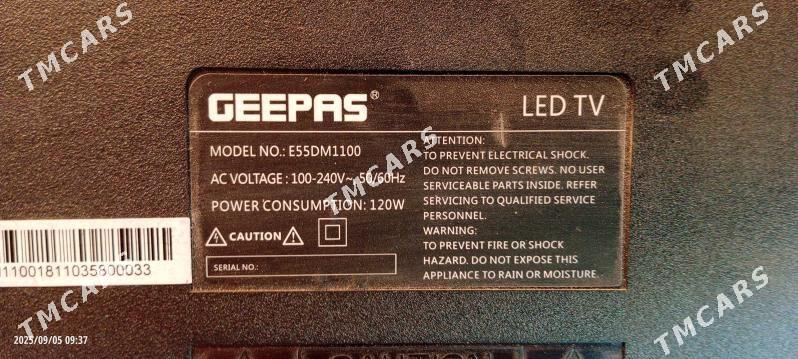 GEEPAS®
LED TV
MODEL NO.: E55DM1100
AC VOLTAGE : 100-240V~, 50/60Hz
POWER CONSUMPTION: 120W
CAUTION
SERIAL NO.:
ATTENTION:
TO PREVENT ELECTRICAL SHOCK.
DO NOT REMOVE SCREWS. NO USER
SERVICEABLE PARTS INSIDE. REFER
SERVICING TO QUALIFIED SERVICE
PERSONNEL.
WARNING:
TO PREVENT FIRE OR SHOCK
HAZARD. DO NOT EXPOSE THIS
APPLIANCE TO RAIN OR MOISTURE.
2025/09/05 09:37
TMCARS
TMCARS
TMCARS
TMCARS
TMCARS